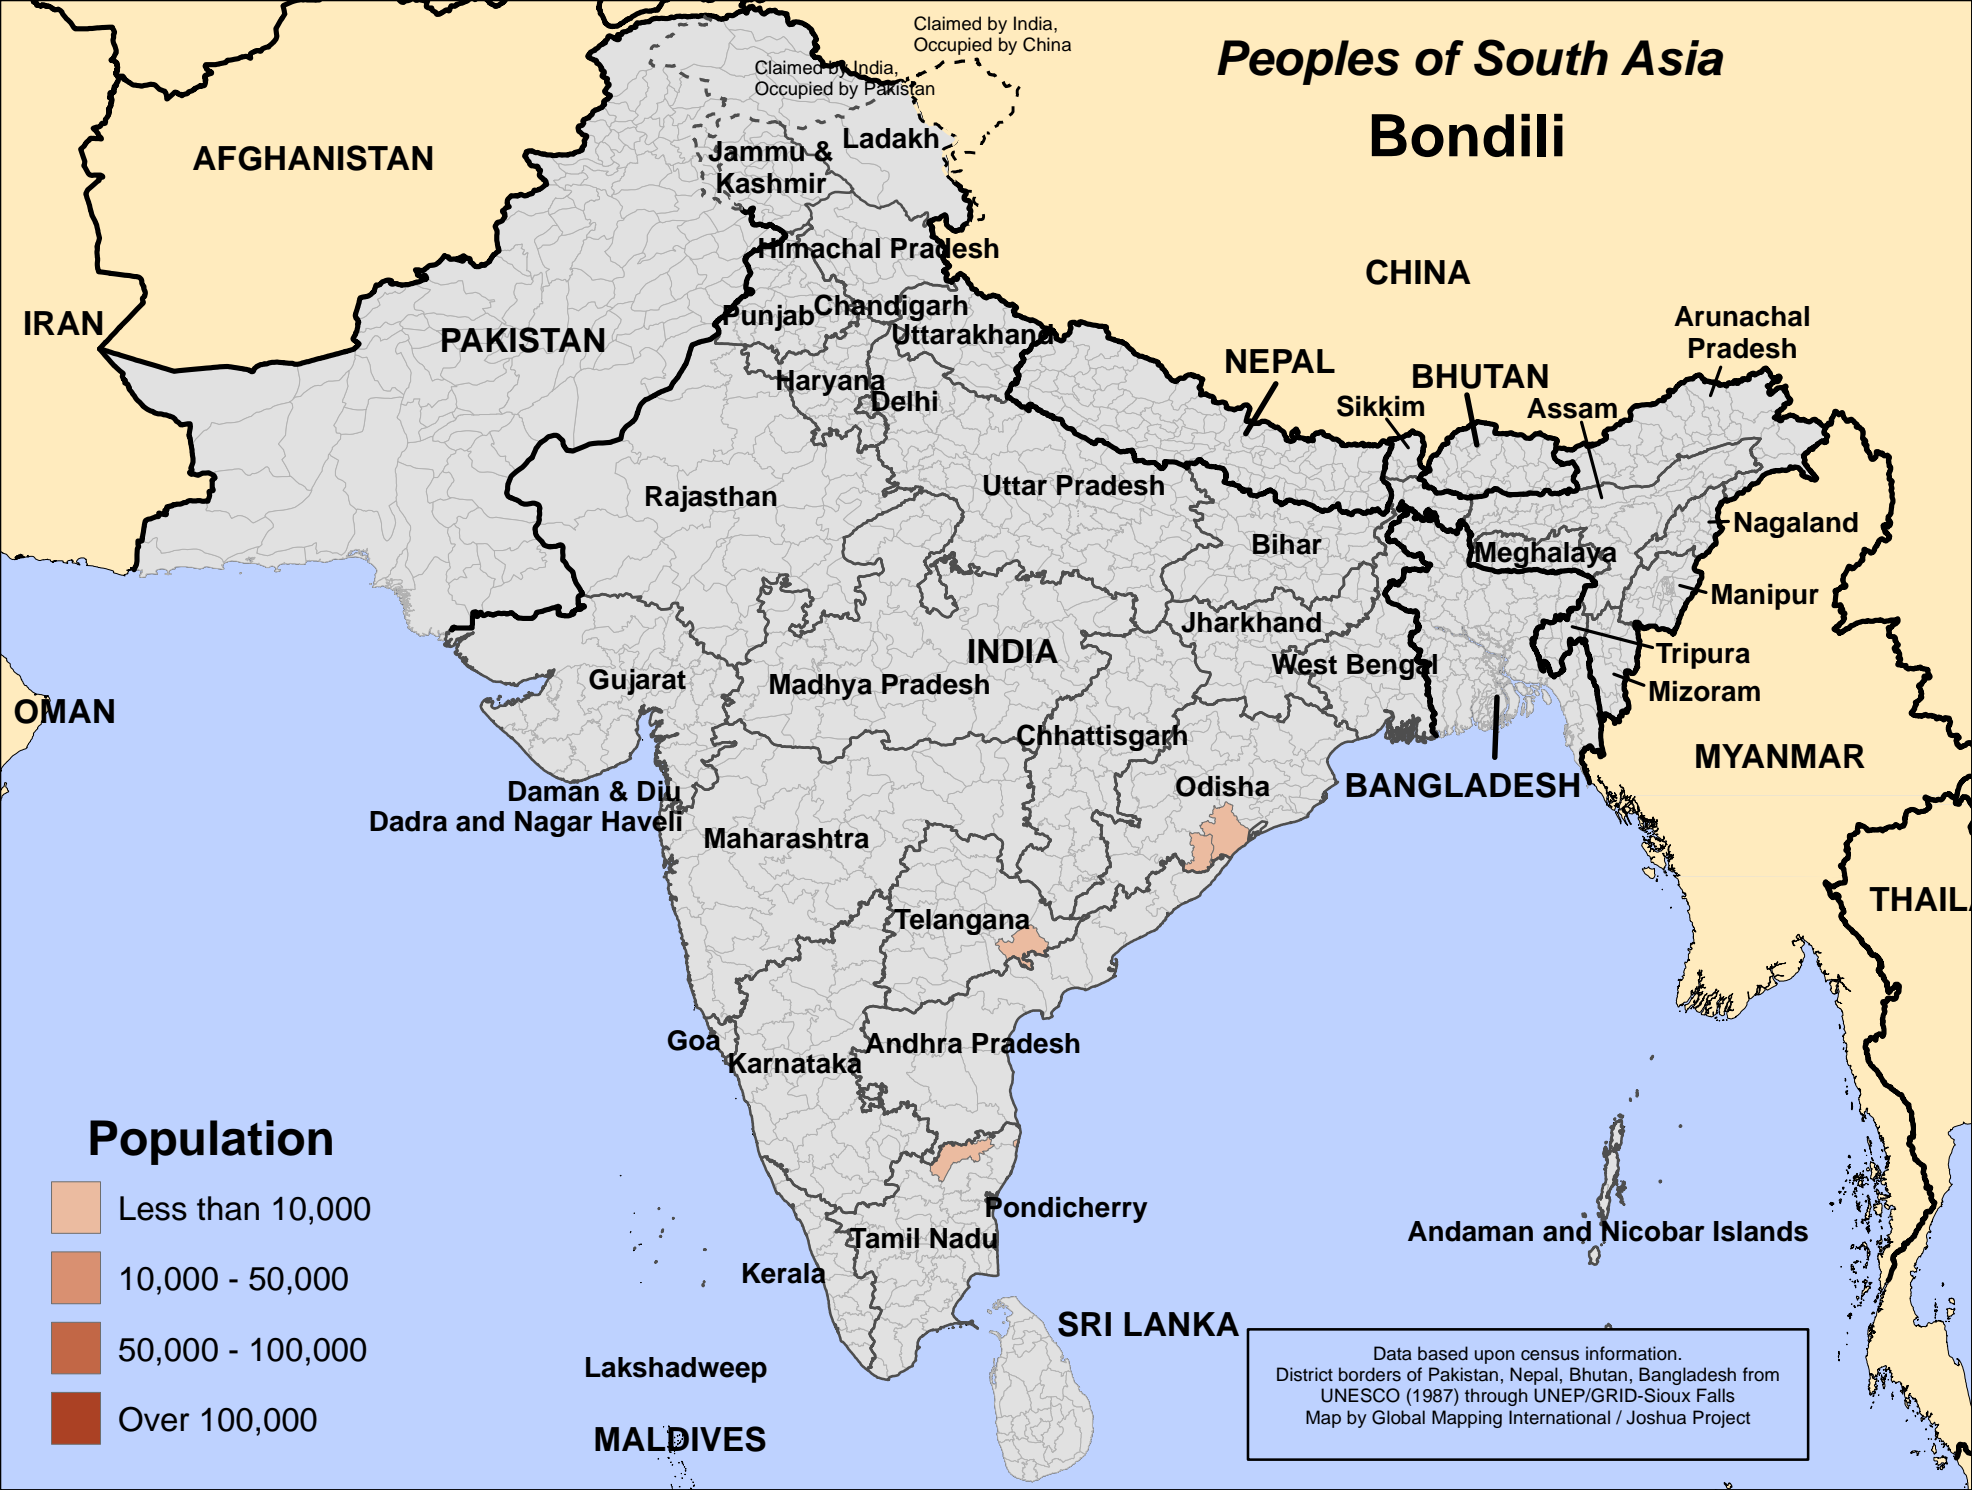 Claimed by India,
Occupied by China
Peoples of South Asia
Claimed by India,
Occupied by Pakistan
Bondili
Ladakh
AFGHANISTAN
Jammu &
Kashmir
Himachal Pradesh
CHINA
Chandigarh
Punjab
IRAN
PAKISTAN
Uttarakhand
Arunachal
Pradesh
NEPAL
BHUTAN
Haryana
Delhi
Sikkim
Assam
Rajasthan
Uttar Pradesh
Nagaland
Bihar
Meghalaya
Manipur
Jharkhand
INDIA
Tripura
West Bengal
Gujarat
Madhya Pradesh
Mizoram
OMAN
Chhattisgarh
MYANMAR
Odisha
BANGLADESH
Daman & Diu
Dadra and Nagar Haveli
Maharashtra
THAIL
Telangana
Goa
Andhra Pradesh
Karnataka
Population
Less than 10,000
10,000 - 50,000
50,000 - 100,000
Over 100,000
Pondicherry
Tamil Nadu
Andaman and Nicobar Islands
Kerala
SRI LANKA
Lakshadweep
MALDIVES
Data based upon census information.
District borders of Pakistan, Nepal, Bhutan, Bangladesh from
UNESCO (1987) through UNEP/GRID-Sioux Falls
Map by Global Mapping International / Joshua Project